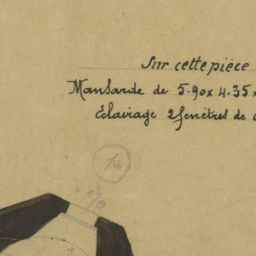 Sur cette pièce
Mansarde de 5.90 x 4.35 x
Eclairage 2 fenêtres de